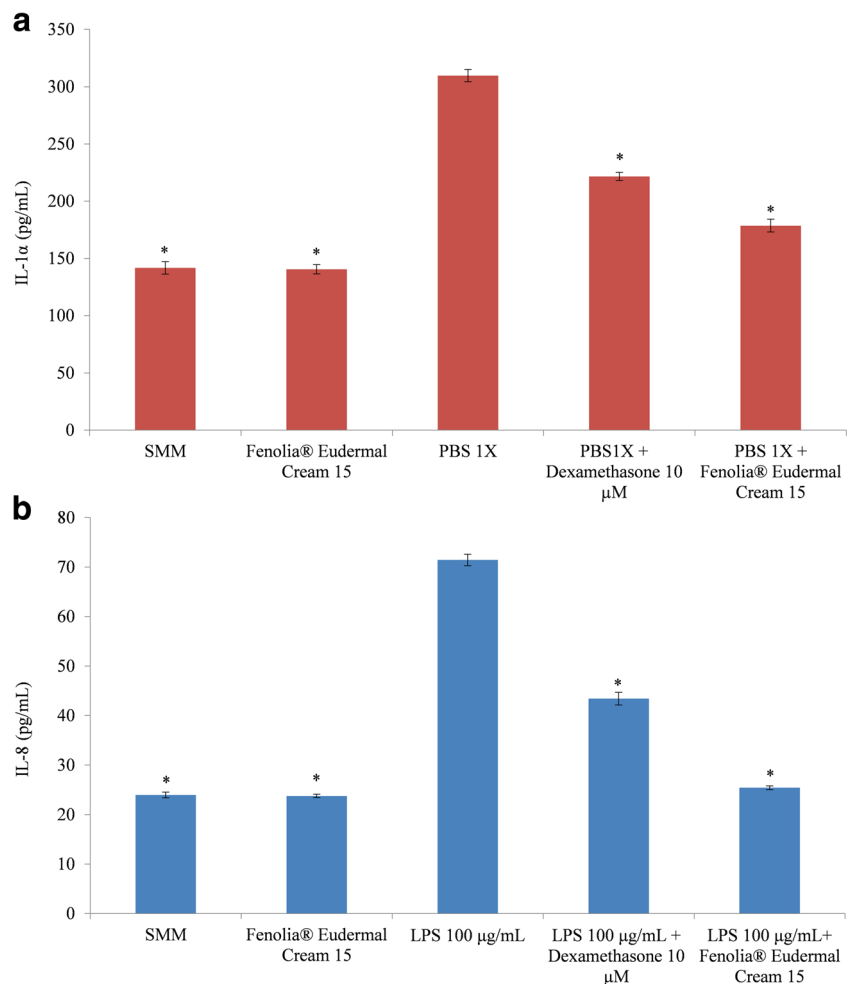 a
350
300
250
200
150
100
50
0
IL-1α (pg/mL)
*
*
*
*
SMM
Fenolia® Eudermal
Cream 15
PBS 1X
PBS1X +
Dexamethasone 10
µM
PBS 1X +
Fenolia® Eudermal
Cream 15
b
80
70
60
50
40
30
20
10
0
IL-8 (pg/mL)
*
*
*
*
SMM
Fenolia® Eudermal
Cream 15
LPS 100 µg/mL
LPS 100 µg/mL +
Dexamethasone 10
µM
LPS 100 µg/mL+
Fenolia® Eudermal
Cream 15